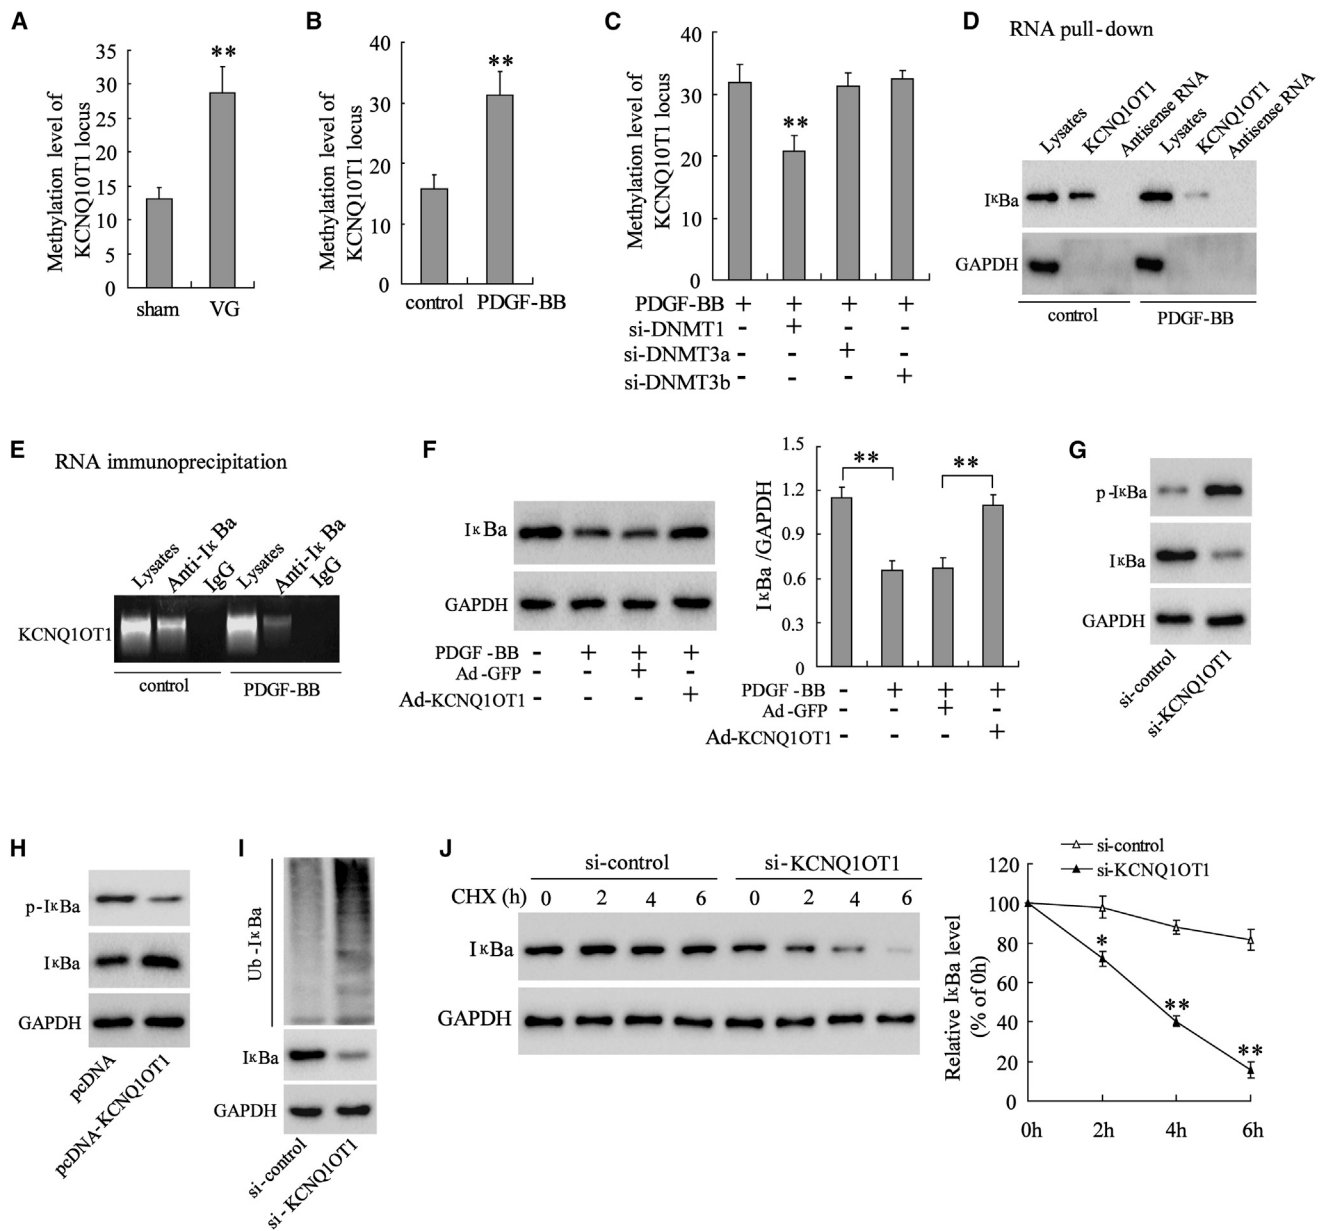 A
Methylation level of
KCNQ10T1 locus
35
30
25
20
15
10
5
0
**
sham VG
B
Methylation level of
KCNQ10T1 locus
40
30
20
10
0
**
control PDGF-BB
C
Methylation level of
KCNQ10T1 locus
40
30
20
10
0
**
PDGF-BB + + + +
si-DNMT1 - + - -
si-DNMT3a - - + -
si-DNMT3b - - - +
D
RNA pull-down
Lysates KCNQ1OT1 Antisense RNA Lysates KCNQ1OT1 Antisense RNA
IκBa
GAPDH
control PDGF-BB
E
RNA immunoprecipitation
Lysates Anti-Iκ Ba IgG Lysates Anti-Iκ Ba IgG
KCNQ1OT1
control PDGF-BB
F
Iκ Ba
GAPDH
PDGF -BB - + + +
Ad -GFP - - + -
Ad-KCNQ1OT1 - - - +
IκBa /GAPDH
1.5
1.2
0.9
0.6
0.3
0
** **
PDGF -BB - + + +
Ad -GFP - - + -
Ad-KCNQ1OT1 - - - +
G
p-IκBa
IκBa
GAPDH
si-control si-KCNQ1OT1
H
p-IκBa
IκBa
GAPDH
pcDNA pcDNA-KCNQ1OT1
I
Ub -IκBa
IκBa
GAPDH
si-control si-KCNQ1OT1
J
si-control si-KCNQ1OT1
CHX (h) 0 2 4 6 0 2 4 6
IκBa
GAPDH
si-control
si-KCNQ1OT1
Relative IκBa level
(% of 0h)
120
100
80
60
40
20
0
*
**
**
0h 2h 4h 6h